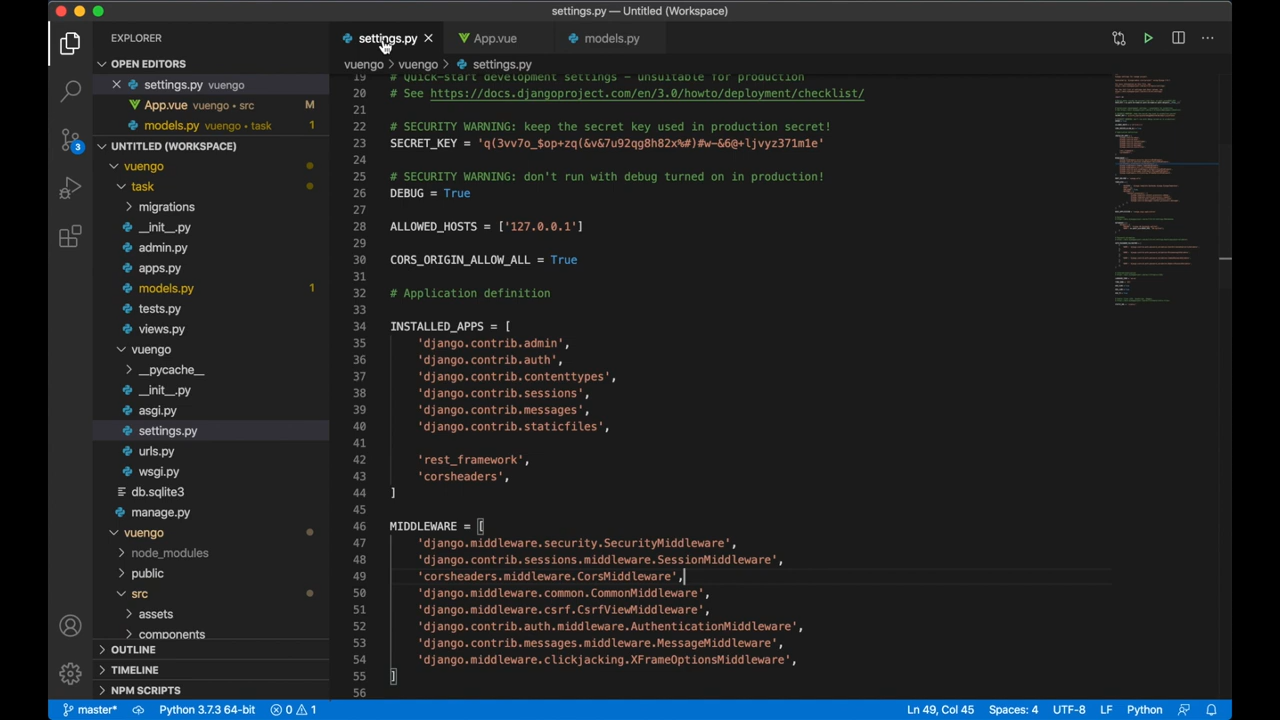 settings.py — Untitled (Workspace)
EXPLORER
OPEN EDITORS
settings.py vuengo
App.vue vuengo • src M
models.py vuengo • task 1
UNTITLED (WORKSPACE)
vuengo
task
migrations
__init__.py
admin.py
apps.py
models.py 1
tests.py
views.py
vuengo
__pycache__
__init__.py
asgi.py
settings.py
urls.py
wsgi.py
db.sqlite3
manage.py
vuengo
node_modules
public
src
assets
components
OUTLINE
TIMELINE
NPM SCRIPTS
3
settings.py App.vue models.py
vuengo > vuengo > settings.py
19 # Quick-start development settings - unsuitable for production
20 # See https://docs.djangoproject.com/en/3.0/howto/deployment/checklist/
21
22 # SECURITY WARNING: keep the secret key used in production secret!
23 SECRET_KEY =
24
25 # SECURITY WARNING: don't run with debug turned on in production!
26 DEBUG = True
27
28 ALLOWED_HOSTS = ['127.0.0.1']
29
30 CORS_ORIGIN_ALLOW_ALL = True
31
32 # Application definition
33
34 INSTALLED_APPS = [
35 'django.contrib.admin',
36 'django.contrib.auth',
37 'django.contrib.contenttypes',
38 'django.contrib.sessions',
39 'django.contrib.messages',
40 'django.contrib.staticfiles',
41
42 'rest_framework',
43 'corsheaders',
44 ]
45
46 MIDDLEWARE = [
47 'django.middleware.security.SecurityMiddleware',
48 'django.contrib.sessions.middleware.SessionMiddleware',
49 'corsheaders.middleware.CorsMiddleware',
50 'django.middleware.common.CommonMiddleware',
51 'django.middleware.csrf.CsrfViewMiddleware',
52 'django.contrib.auth.middleware.AuthenticationMiddleware',
53 'django.contrib.messages.middleware.MessageMiddleware',
54 'django.middleware.clickjacking.XFrameOptionsMiddleware',
55 ]
56
master* Python 3.7.3 64-bit 0 1 Ln 49, Col 45 Spaces: 4 UTF-8 LF Python